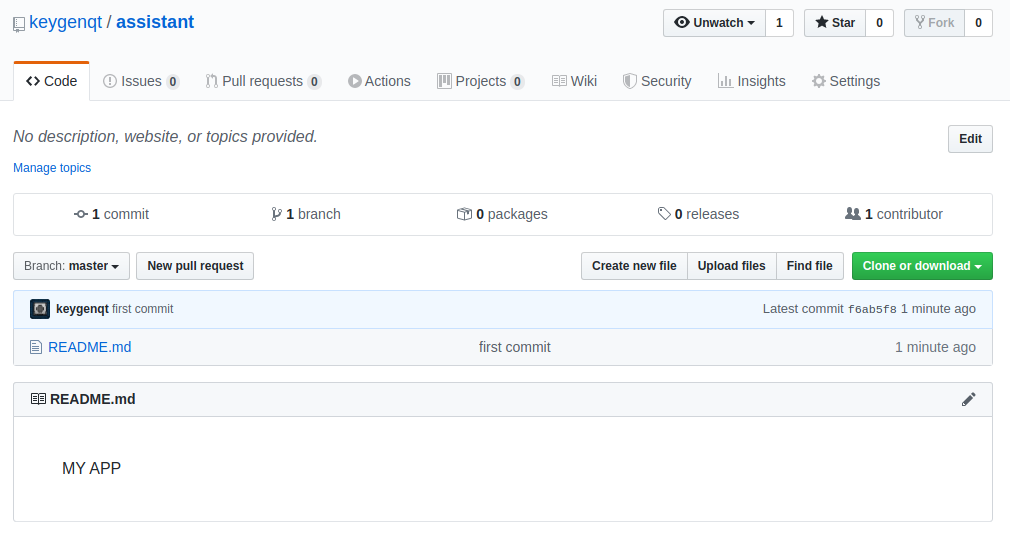 keygenqt / assistant
Unwatch 1 Star 0 Fork 0
Code Issues 0 Pull requests 0 Actions Projects 0 Wiki Security Insights Settings
No description, website, or topics provided. Edit
Manage topics
1 commit 1 branch 0 packages 0 releases 1 contributor
Branch: master New pull request Create new file Upload files Find file Clone or download
keygenqt first commit Latest commit f6ab5f8 1 minute ago
README.md first commit 1 minute ago
README.md
MY APP